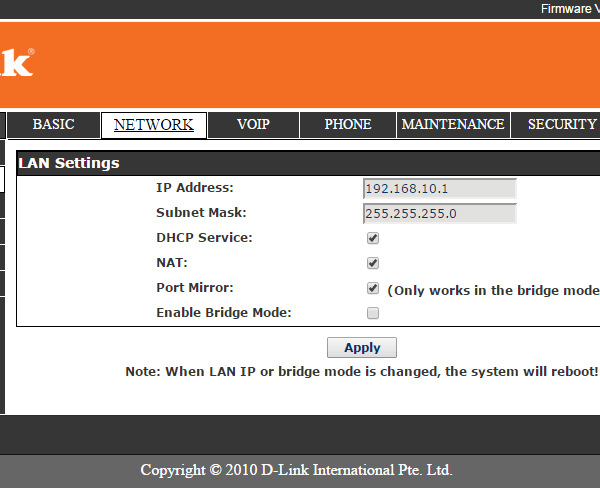 Firmware V
k®
BASIC NETWORK VOIP PHONE MAINTENANCE SECURITY
LAN Settings
IP Address: 192.168.10.1
Subnet Mask: 255.255.255.0
DHCP Service:
NAT:
Port Mirror: (Only works in the bridge mode
Enable Bridge Mode:
Apply
Note: When LAN IP or bridge mode is changed, the system will reboot!
Copyright © 2010 D-Link International Pte. Ltd.